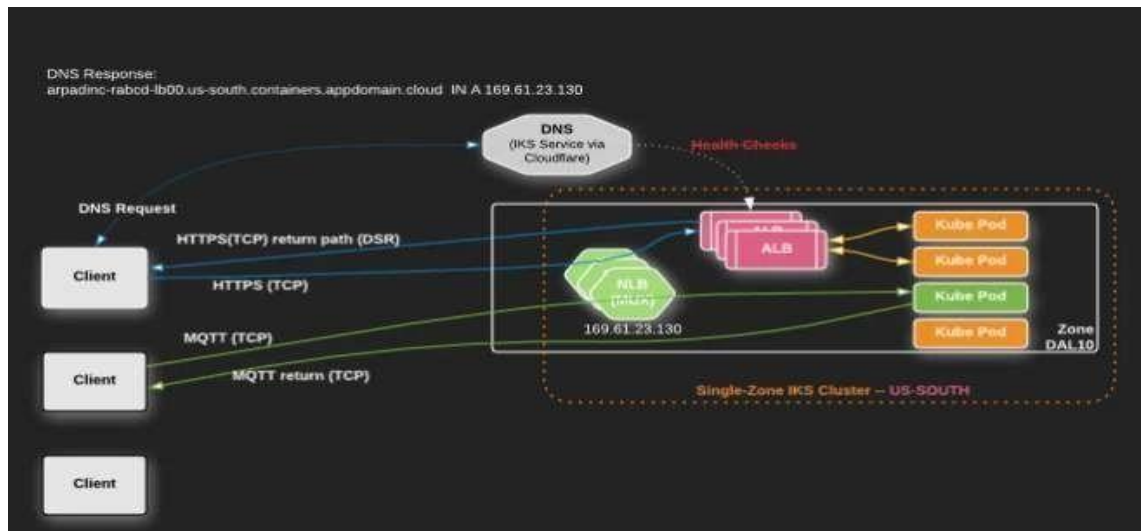 DNS Response:
arpadinc-rabcd-lb00.us-south.containers.appdomain.cloud IN A 169.61.23.130
DNS
(IKS Service via
Cloudflare)
Health Checks
DNS Request
HTTPS(TCP) return path (DSR)
Client
HTTPS (TCP)
ALB
ALB
Kube Pod
Kube Pod
NLB
(MUX)
Kube Pod
169.61.23.130
Kube Pod
Zone
DAL10
MQTT (TCP)
Client
MQTT return (TCP)
Single-Zone IKS Cluster -- US-SOUTH
Client